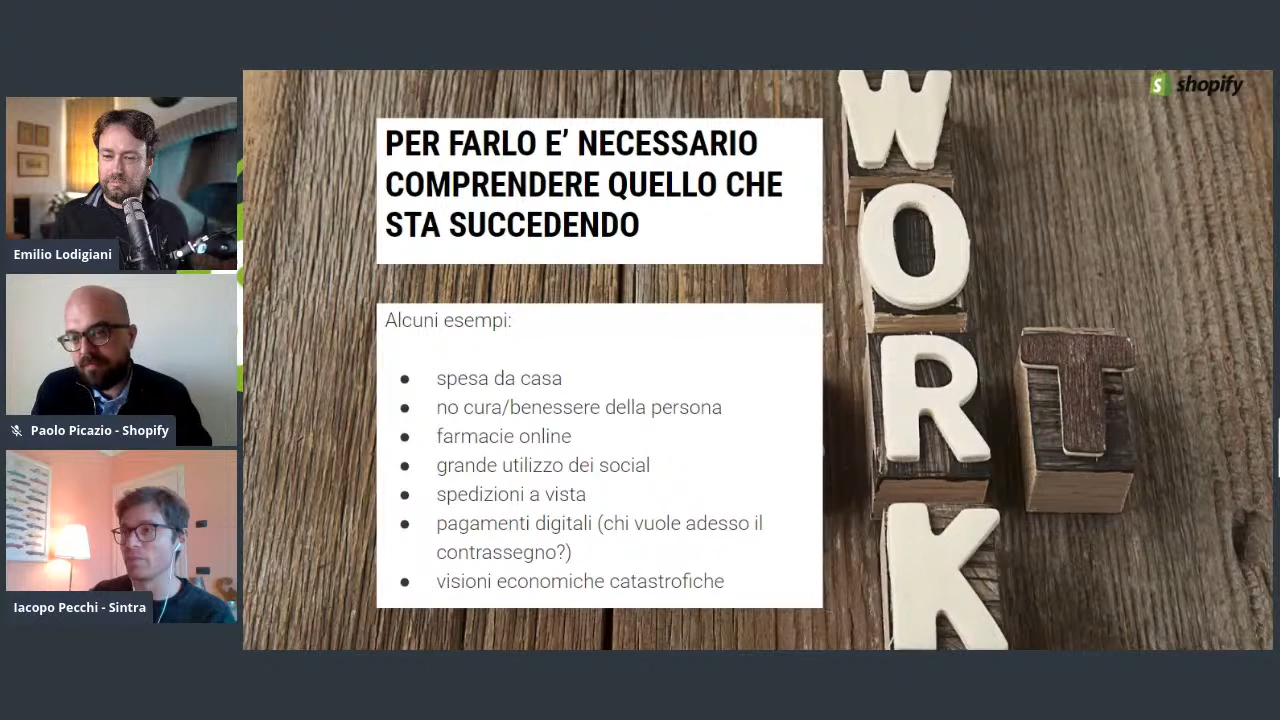 Emilio Lodigiani
Paolo Picazio - Shopify
Iacopo Pecchi - Sintra
PER FARLO E’ NECESSARIO
COMPRENDERE QUELLO CHE
STA SUCCEDENDO
Alcuni esempi:
● spesa da casa
● no cura/benessere della persona
● farmacie online
● grande utilizzo dei social
● spedizioni a vista
● pagamenti digitali (chi vuole adesso il
contrassegno?)
● visioni economiche catastrofiche
shopify
WORK
T